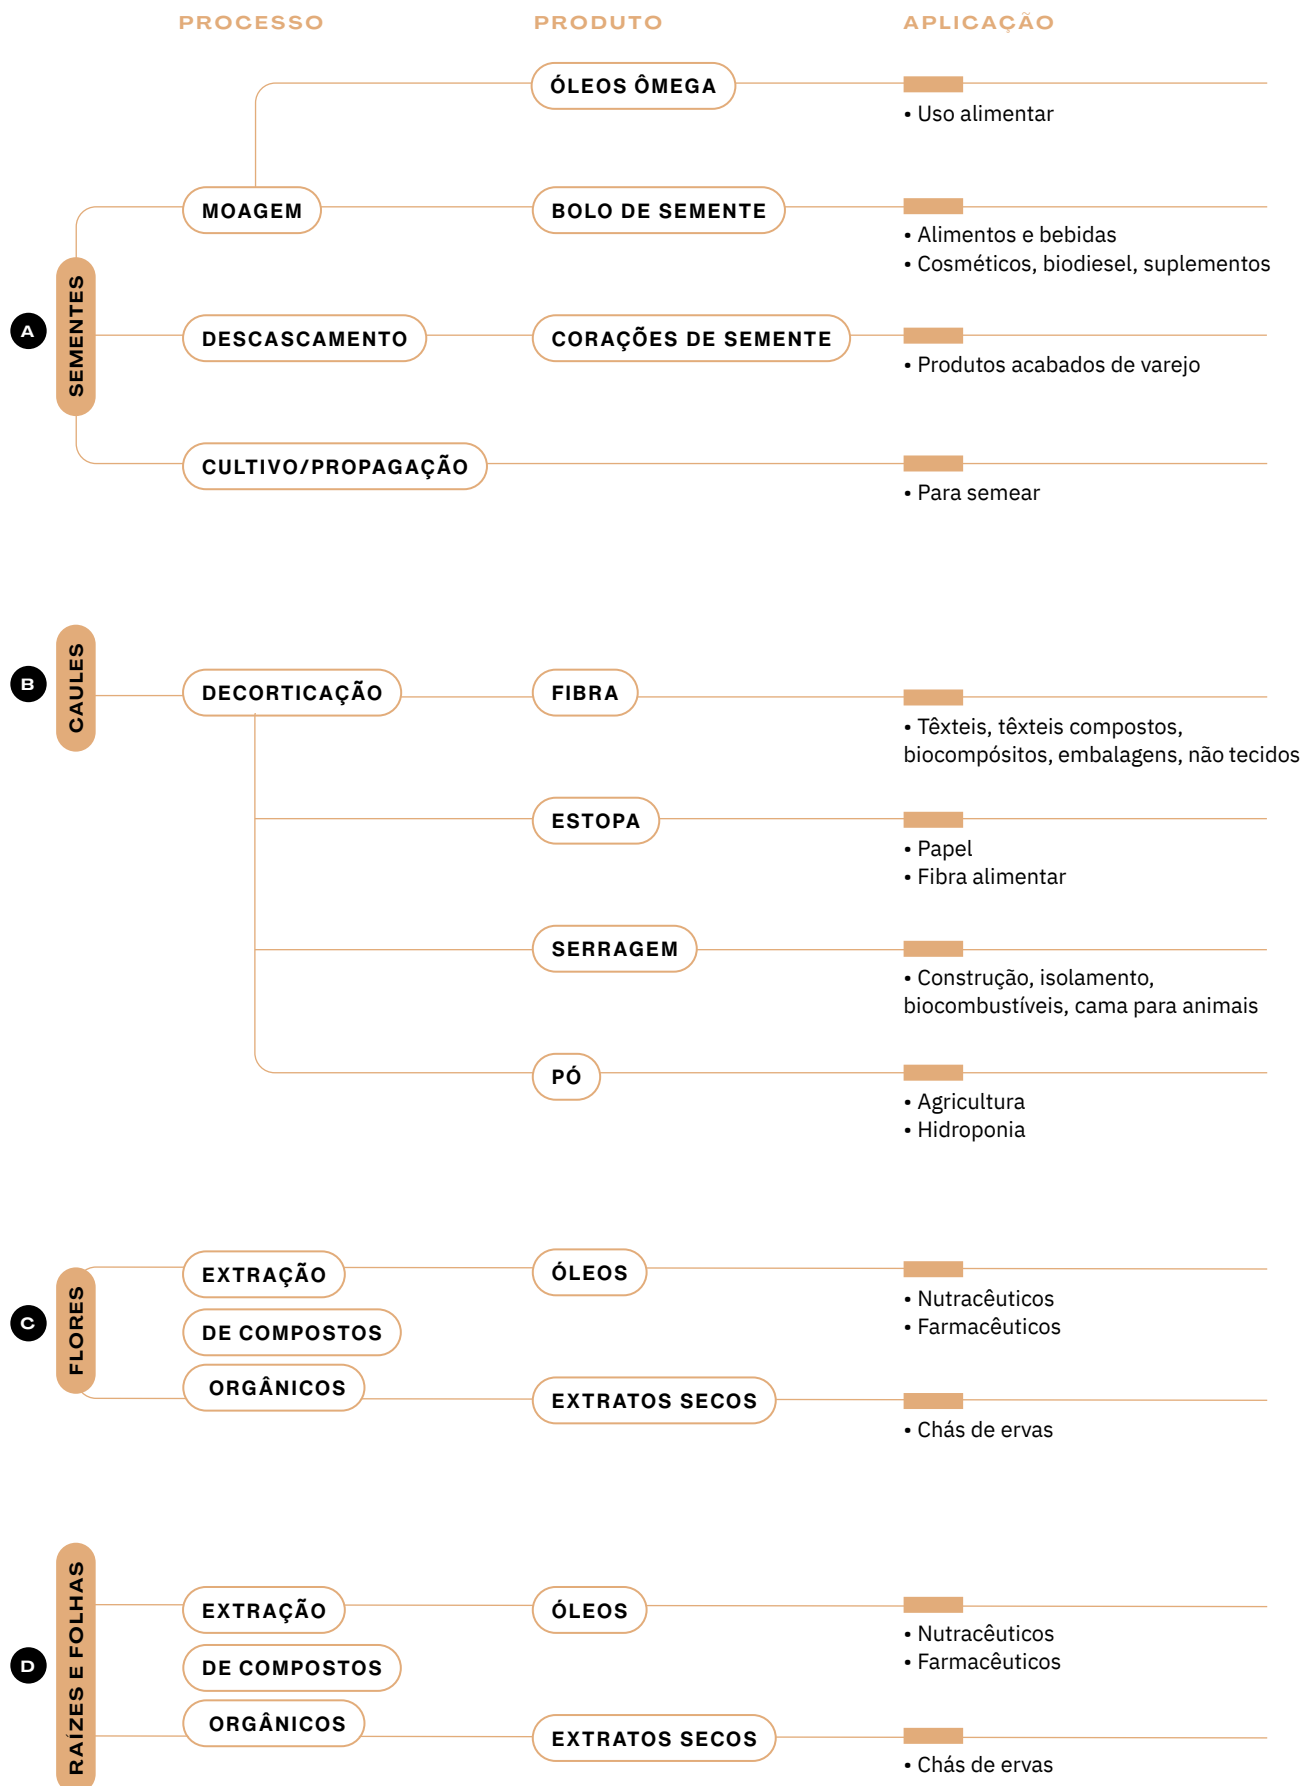 PROCESSO
PRODUTO
APLICAÇÃO
A
SEMENTES
MOAGEM
ÓLEOS ÔMEGA
• Uso alimentar
BOLO DE SEMENTE
• Alimentos e bebidas
• Cosméticos, biodiesel, suplementos
DESCASCAMENTO
CORAÇÕES DE SEMENTE
• Produtos acabados de varejo
CULTIVO/PROPAGAÇÃO
• Para semear
B
CAULES
DECORTICAÇÃO
FIBRA
• Têxteis, têxteis compostos,
biocompósitos, embalagens, não tecidos
ESTOPA
• Papel
• Fibra alimentar
SERRAGEM
• Construção, isolamento,
biocombustíveis, cama para animais
PÓ
• Agricultura
• Hidroponia
C
FLORES
EXTRAÇÃO
DE COMPOSTOS
ORGÂNICOS
ÓLEOS
• Nutracêuticos
• Farmacêuticos
EXTRATOS SECOS
• Chás de ervas
D
RAÍZES E FOLHAS
EXTRAÇÃO
DE COMPOSTOS
ORGÂNICOS
ÓLEOS
• Nutracêuticos
• Farmacêuticos
EXTRATOS SECOS
• Chás de ervas